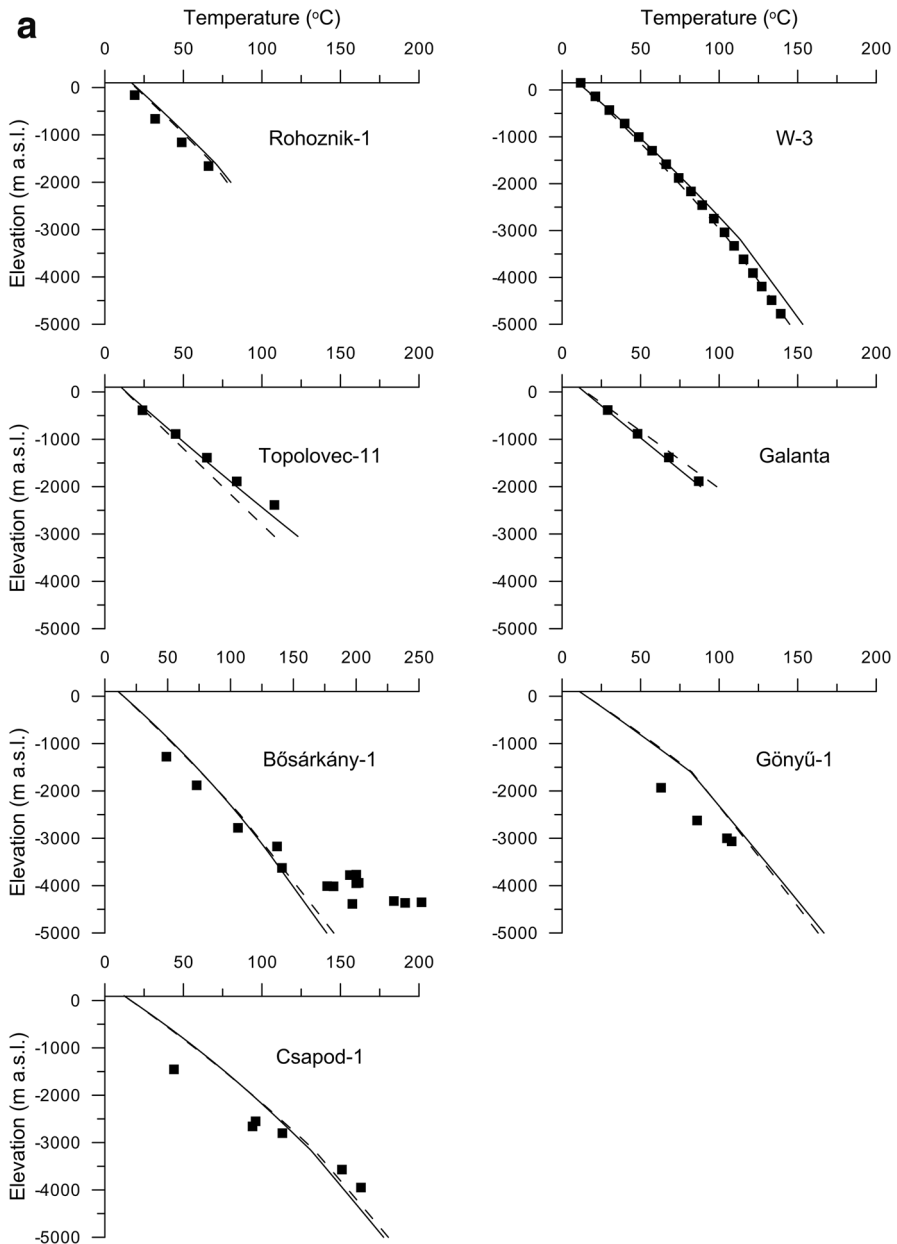 a
Temperature (°C) Temperature (°C)
0 50 100 150 200 0 50 100 150 200
0 0
-1000 Rohoznik-1 -1000 W-3
-2000 -2000
-3000 -3000
-4000 -4000
-5000 -5000
Elevation (m a.s.l.)
0 50 100 150 200 0 50 100 150 200
0 0
-1000 -1000
Topolovec-11 Galanta
-2000 -2000
-3000 -3000
-4000 -4000
-5000 -5000
Elevation (m a.s.l.)
0 50 100 150 200 250 0 50 100 150 200
0 0
-1000 -1000
Bősárkány-1 Gönyű-1
-2000 -2000
-3000 -3000
-4000 -4000
-5000 -5000
Elevation (m a.s.l.)
0 50 100 150 200
0
-1000 Csapod-1
-2000
-3000
-4000
-5000
Elevation (m a.s.l.)